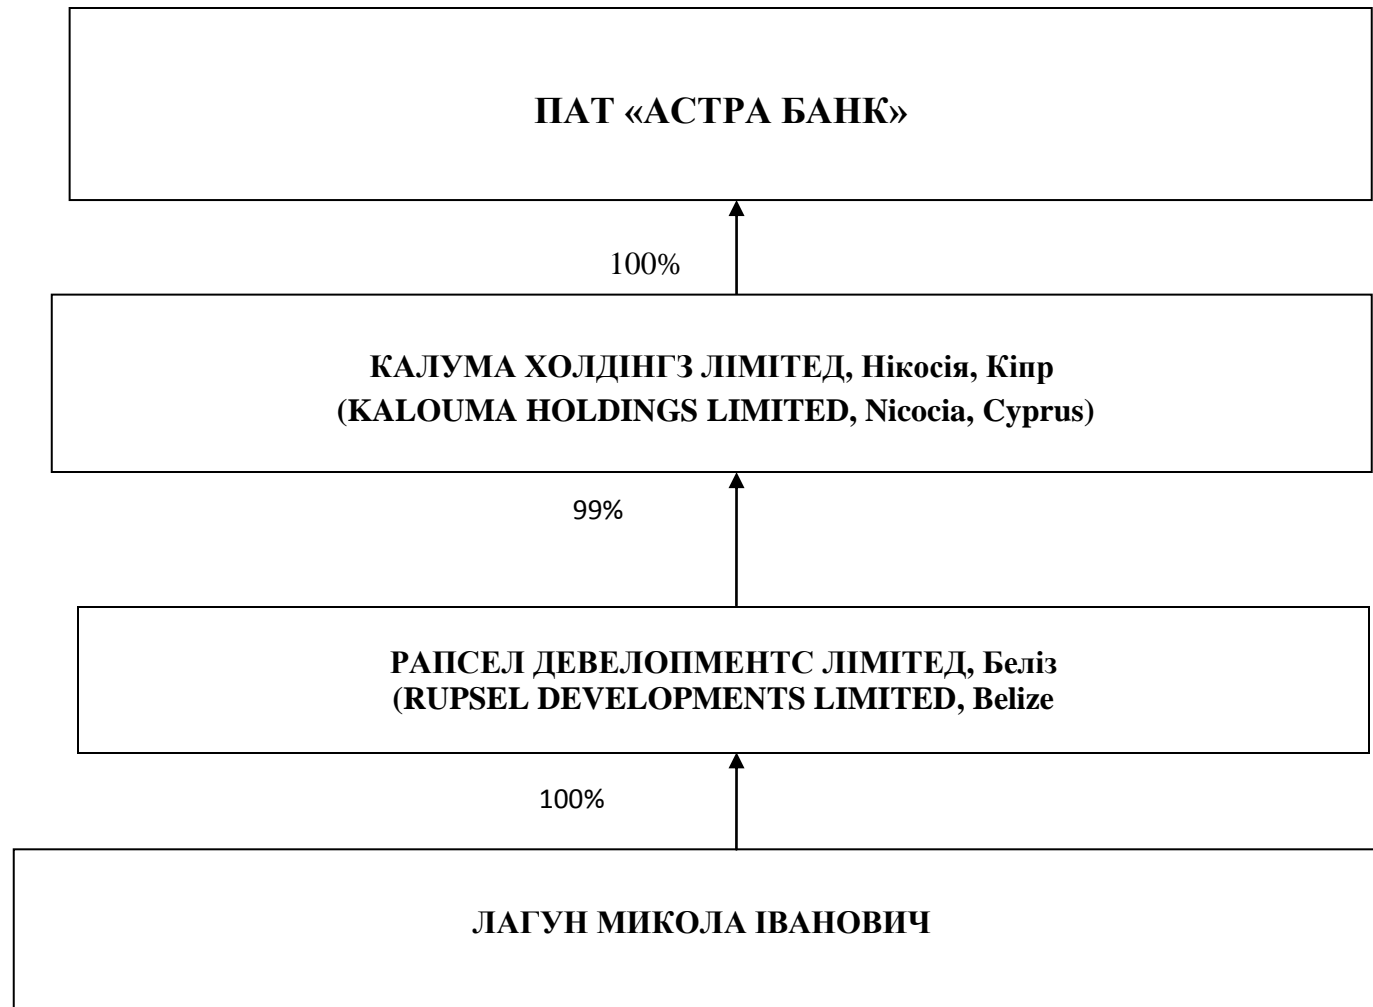 ПАТ «АСТРА БАНК»
100%
КАЛУМА ХОЛДІНГЗ ЛІМІТЕД, Нікосія, Кіпр
(KALOUMA HOLDINGS LIMITED, Nicocia, Cyprus)
99%
РАПСЕЛ ДЕВЕЛОПМЕНТС ЛІМІТЕД, Беліз
(RUPSEL DEVELOPMENTS LIMITED, Belize
100%
ЛАГУН МИКОЛА ІВАНОВИЧ